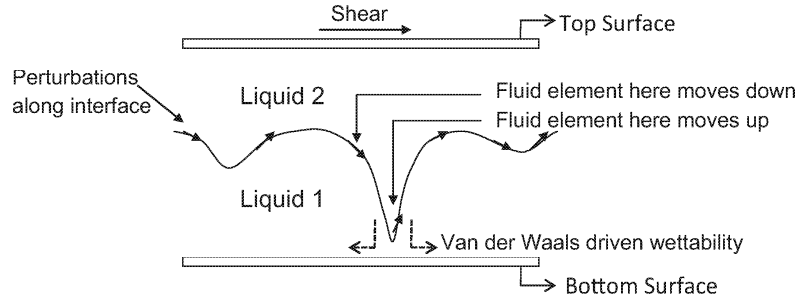 Shear
Top Surface
Perturbations
along interface
Liquid 2
Fluid element here moves down
Fluid element here moves up
Liquid 1
Van der Waals driven wettability
Bottom Surface